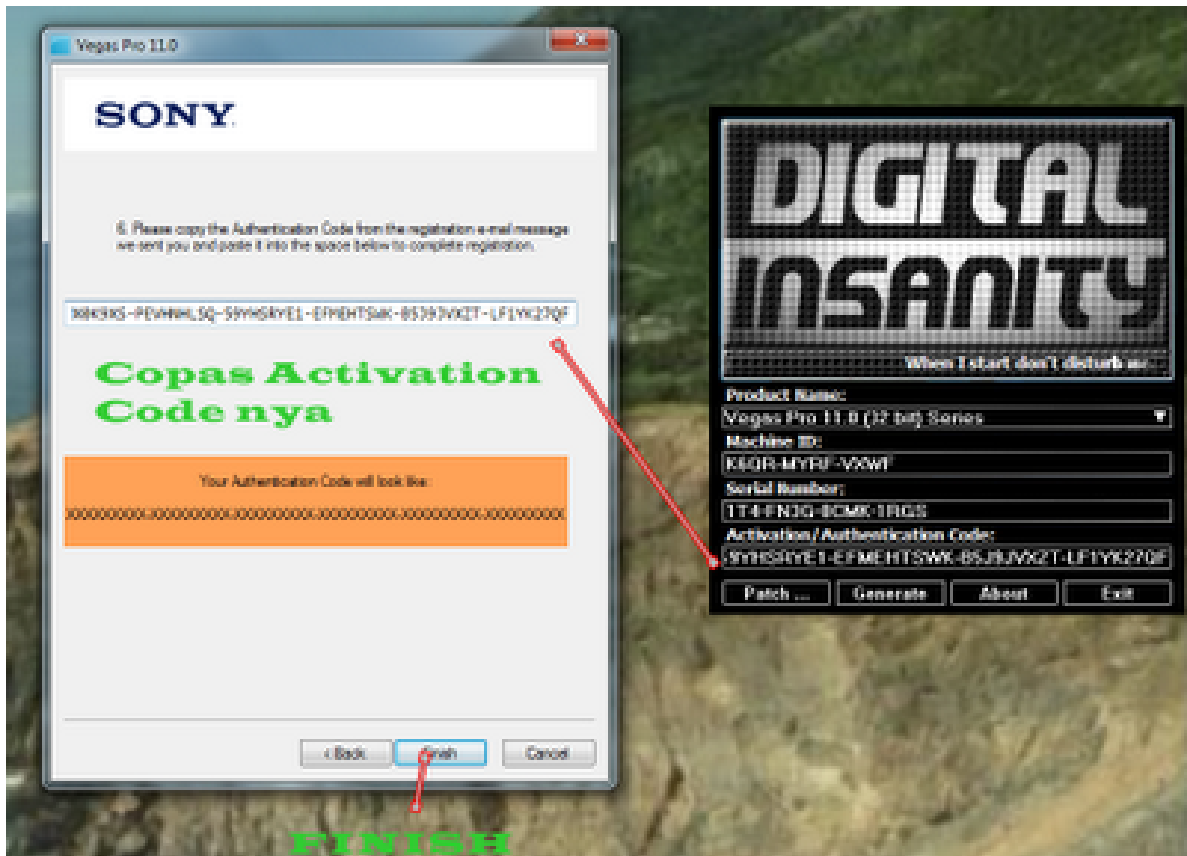 Vegas Pro 11.0
SONY
6. Please copy the Authentication Code from the registration e-mail message
we sent you and paste it into the space below to complete registration.
Copas Activation
Code nya
Your Authentication Code will look like:
< Back Finish Cancel
FINISH
DIGITAL
INSANITY
When I start don't disturb me...
Product Name:
Vegas Pro 11.0 (32 bit) Series
Machine ID:
Serial Number:
Activation/Authentication Code:
Patch ... Generate About Exit